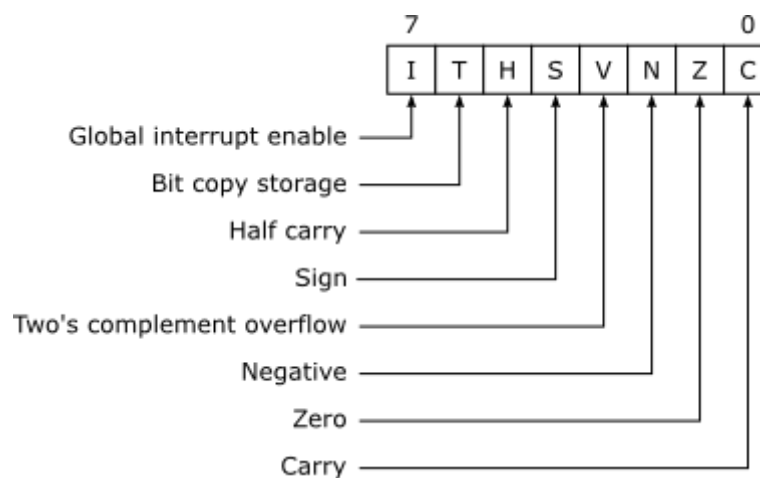 7 0
I T H S V N Z C
Global interrupt enable
Bit copy storage
Half carry
Sign
Two's complement overflow
Negative
Zero
Carry